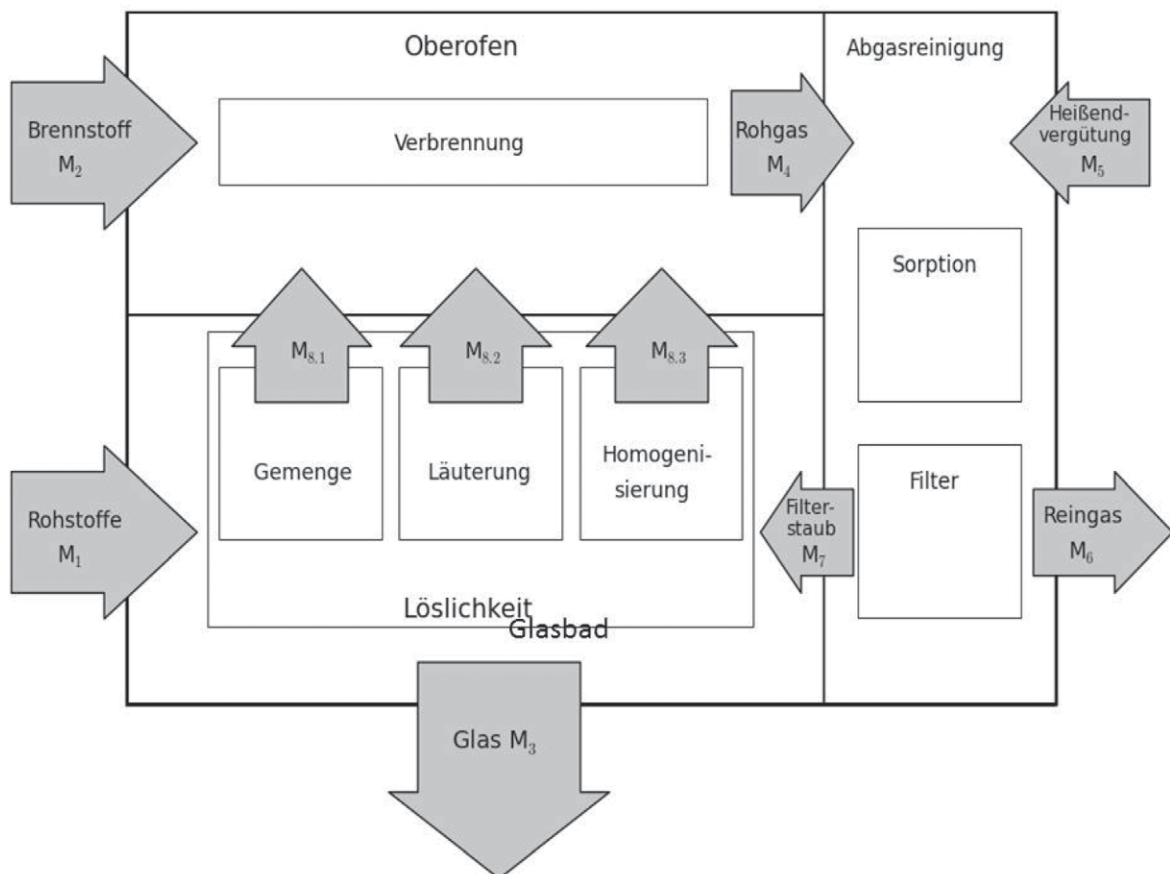 Oberofen
Abgasreinigung
Brennstoff
M₂
Verbrennung
Rohgas
M₄
Heißend-
vergütung
M₅
Sorption
M₈.₁
M₈.₂
M₈.₃
Rohstoffe
M₁
Gemenge
Läuterung
Homogeni-
sierung
Filter-
staub
M₇
Filter
Reingas
M₆
Löslichkeit
Glasbad
Glas M₃